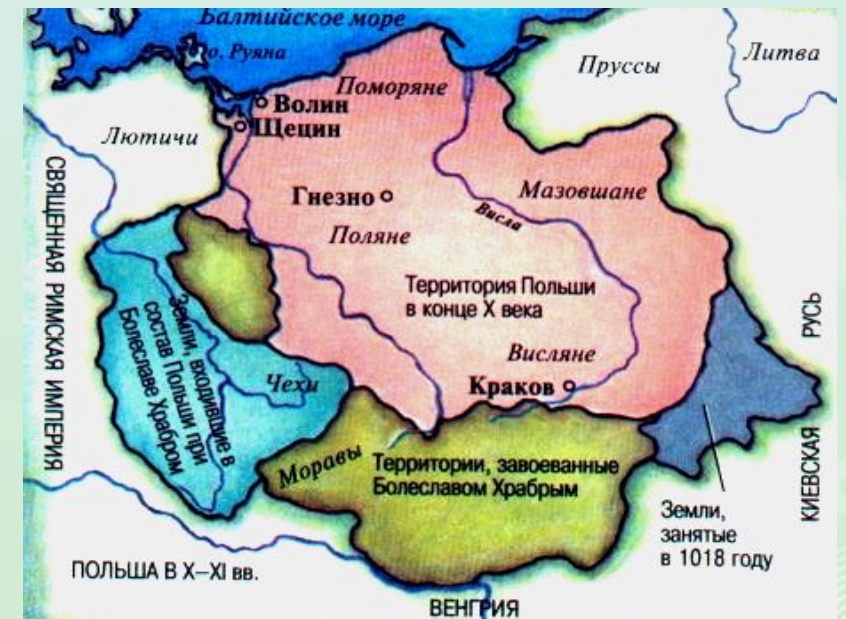 Балтийское море
о. Руяна
Литва
Пруссы
Поморяне
Волин
Щецин
Лютичи
Мазовшане
Гнезно
Висла
Поляне
СВЯЩЕННАЯ РИМСКАЯ ИМПЕРИЯ
Территория Польши
в конце X века
КИЕВСКАЯ РУСЬ
Земли, входившие в
состав Польши при
Болеславе Храбром
Висляне
Чехи
Краков
Моравы
Территории, завоеванные
Болеславом Храбрым
Земли,
занятые
в 1018 году
ПОЛЬША В X–XI вв.
ВЕНГРИЯ